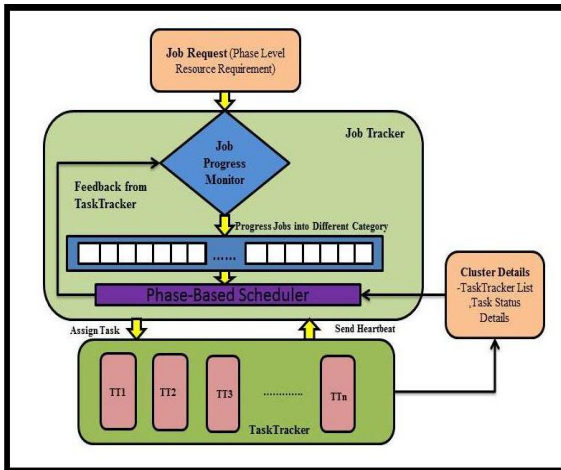 Job Request (Phase Level
Resource Requirement)
Job Tracker
Job
Progress
Monitor
Feedback from
TaskTracker
Progress Jobs into Different Category
......
Phase-Based Scheduler
Cluster Details
-TaskTracker List
,Task Status
Details
Assign Task
Send Heartbeat
TT1
TT2
TT3
.............
TTn
TaskTracker